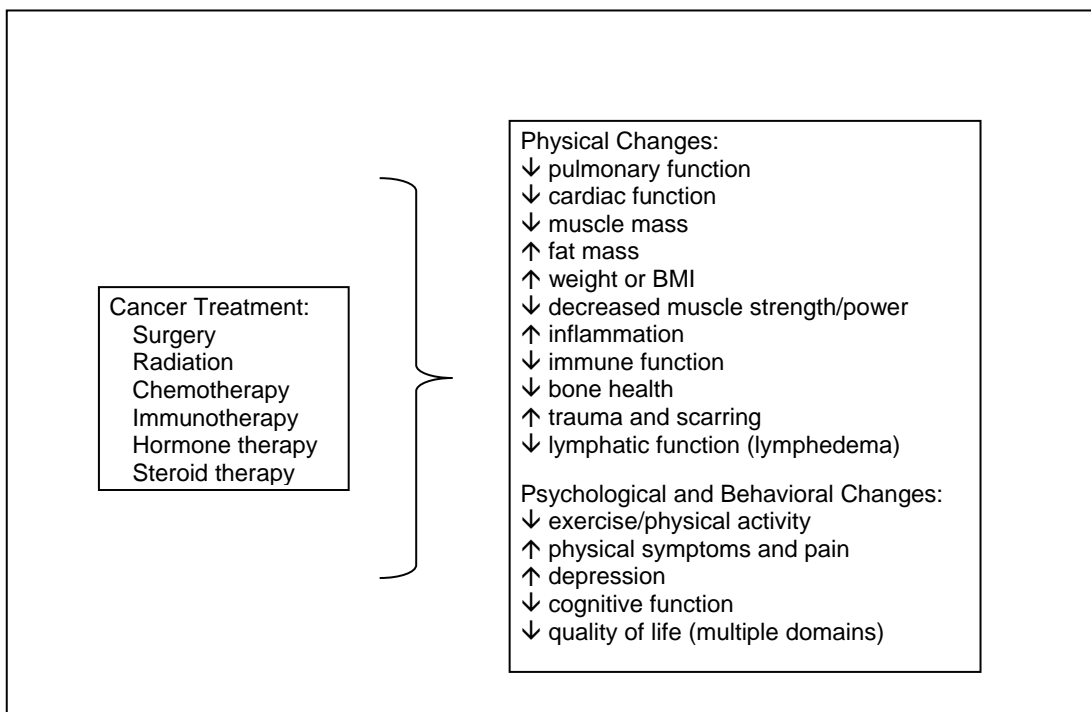 Cancer Treatment:
Surgery
Radiation
Chemotherapy
Immunotherapy
Hormone therapy
Steroid therapy
Physical Changes:
↓ pulmonary function
↓ cardiac function
↓ muscle mass
↑ fat mass
↑ weight or BMI
↓ decreased muscle strength/power
↑ inflammation
↓ immune function
↓ bone health
↑ trauma and scarring
↓ lymphatic function (lymphedema)
Psychological and Behavioral Changes:
↓ exercise/physical activity
↑ physical symptoms and pain
↑ depression
↓ cognitive function
↓ quality of life (multiple domains)